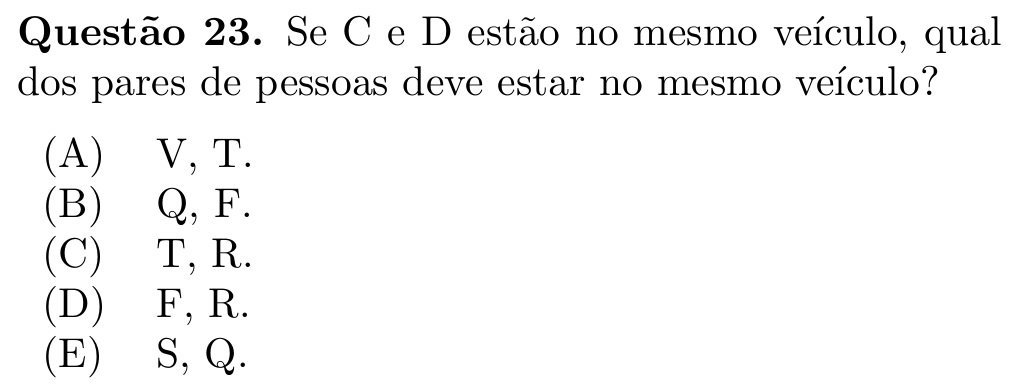 Questão 23. Se C e D estão no mesmo veículo, qual
dos pares de pessoas deve estar no mesmo veículo?
(A) V, T.
(B) Q, F.
(C) T, R.
(D) F, R.
(E) S, Q.